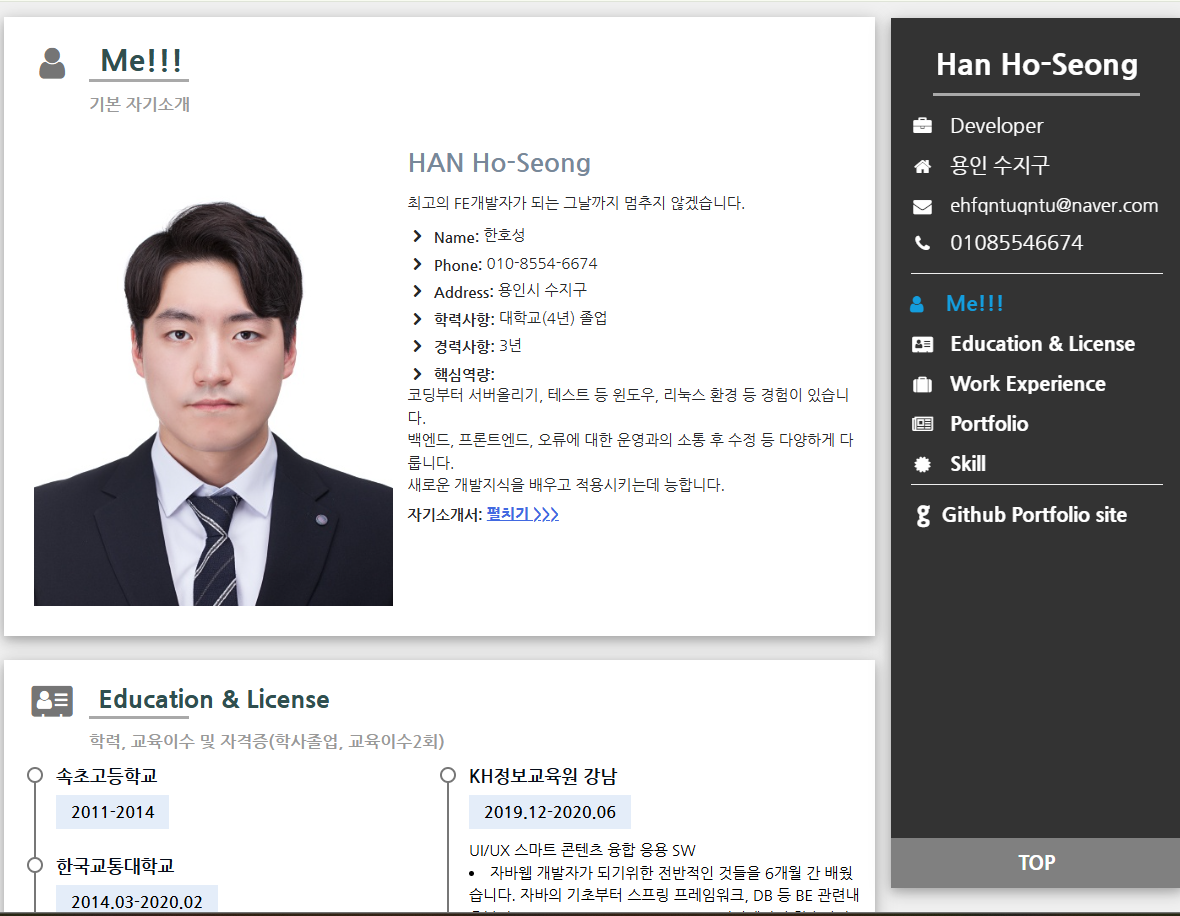 Me!!!
기본 자기소개
HAN Ho-Seong
최고의 FE개발자가 되는 그날까지 멈추지 않겠습니다.
Name: 한호성
Phone: 010-8554-6674
Address: 용인시 수지구
학력사항: 대학교(4년) 졸업
경력사항: 3년
핵심역량:
코딩부터 서버올리기, 테스트 등 윈도우, 리눅스 환경 등 경험이 있습니
다.
백엔드, 프론트엔드, 오류에 대한 운영과의 소통 후 수정 등 다양하게 다
룹니다.
새로운 개발지식을 배우고 적용시키는데 능합니다.
자기소개서: 펼치기 >>>
Education & License
학력, 교육이수 및 자격증(학사졸업, 교육이수2회)
속초고등학교
2011-2014
한국교통대학교
2014.03-2020.02
KH정보교육원 강남
2019.12-2020.06
UI/UX 스마트 콘텐츠 융합 응용 SW
• 자바웹 개발자가 되기위한 전반적인 것들을 6개월 간 배웠
습니다. 자바의 기초부터 스프링 프레임워크, DB 등 BE 관련내
Han Ho-Seong
Developer
용인 수지구
ehfqntuqntu@naver.com
01085546674
Me!!!
Education & License
Work Experience
Portfolio
Skill
Github Portfolio site
TOP